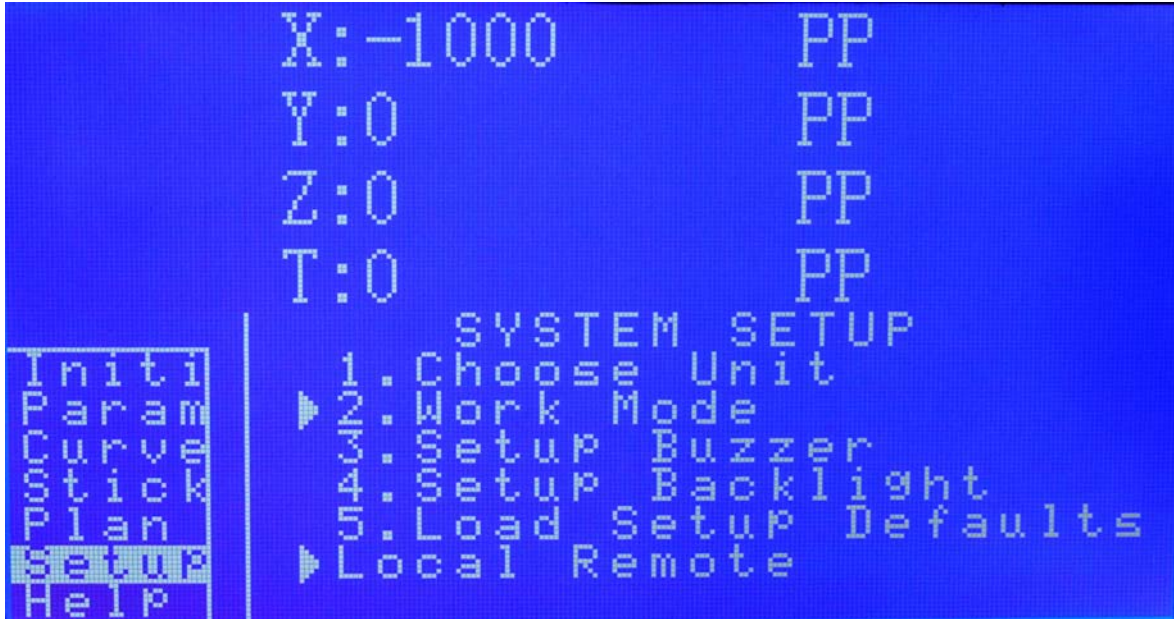 X:-1000 PP
Y:0 PP
Z:0 PP
T:0 PP
SYSTEM SETUP
1.Choose Unit
2.Work Mode
3.Setup Buzzer
4.Setup Backlight
5.Load Setup Defaults
Local Remote
Initi
Param
Curve
Stick
Plan
Setup
Help